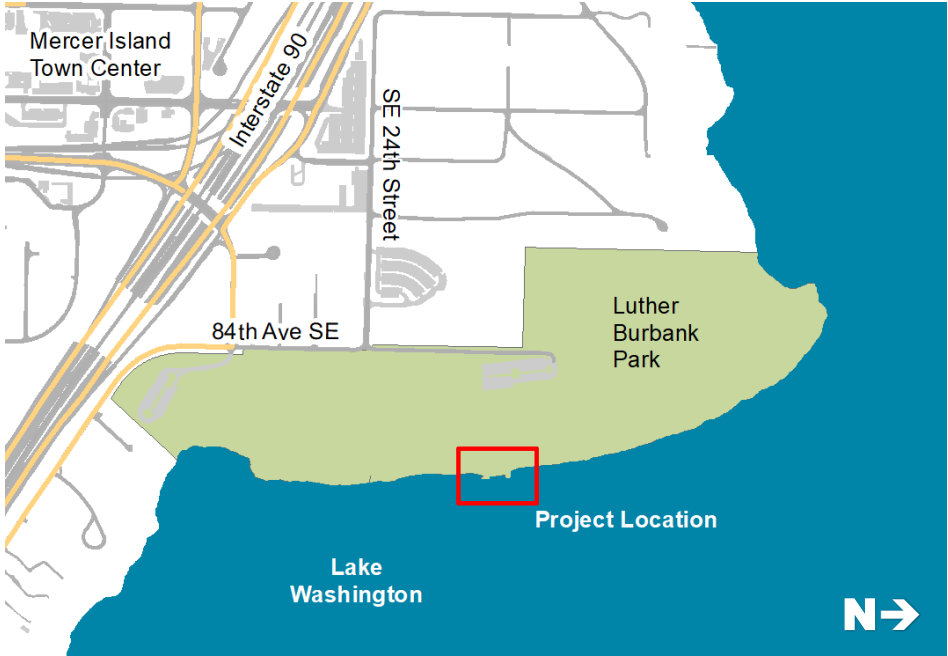 Mercer Island
Town Center
Interstate 90
SE 24th Street
84th Ave SE
Luther
Burbank
Park
Project Location
Lake
Washington
N